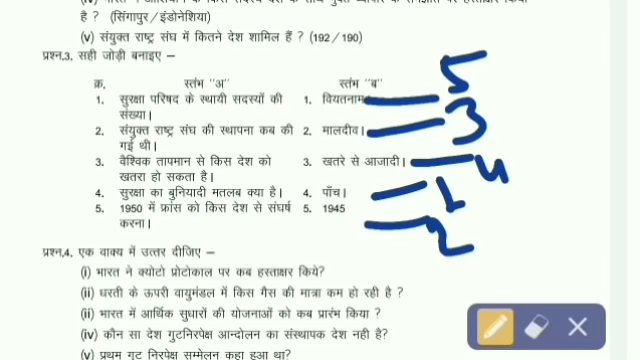 है ? (सिंगापुर/इंडोनेशिया)
(v) संयुक्त राष्ट्र संघ में कितने देश शामिल हैं ? (192/190)
प्रश्न.3, सही जोड़ी बनाइए –
क्र. स्तंभ "अ" स्तंभ "ब"
1. सुरक्षा परिषद के स्थायी सदस्यों की 1. वियतनाम 5
संख्या।
2. संयुक्त राष्ट्र संघ की स्थापना कब की 2. मालदीव। 3
गई थी।
3. वैश्विक तापमान से किस देश को 3. खतरे से आजादी। 4
खतरा हो सकता है।
4. सुरक्षा का बुनियादी मतलब क्या है। 4. पाँच। 1
5. 1950 में फ्रांस को किस देश से संघर्ष 5. 1945 2
करना।
प्रश्न.4, एक वाक्य में उत्तर दीजिए –
(i) भारत ने क्योटो प्रोटोकाल पर कब हस्ताक्षर किये?
(ii) धरती के ऊपरी वायुमंडल में किस गैस की मात्रा कम हो रही है ?
(ii) भारत में आर्थिक सुधारों की योजनाओं को कब प्रारंभ किया ?
(iv) कौन सा देश गुटनिरपेक्ष आन्दोलन का संस्थापक देश नही है?
(v) प्रथम गुट निरपेक्ष सम्मेलन कहा हुआ था?